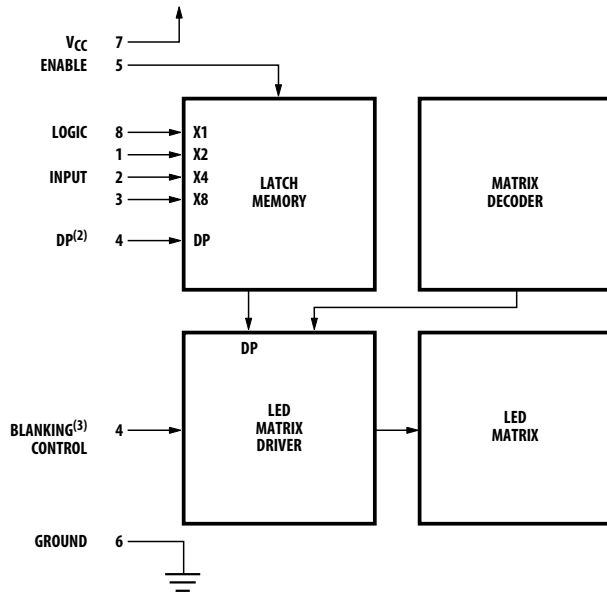 VCC 7
ENABLE 5
LOGIC 8 X1
1 X2
INPUT 2 X4
3 X8
DP(2) 4 DP
LATCH
MEMORY
MATRIX
DECODER
DP
BLANKING(3) 4
CONTROL
LED
MATRIX
DRIVER
LED
MATRIX
GROUND 6